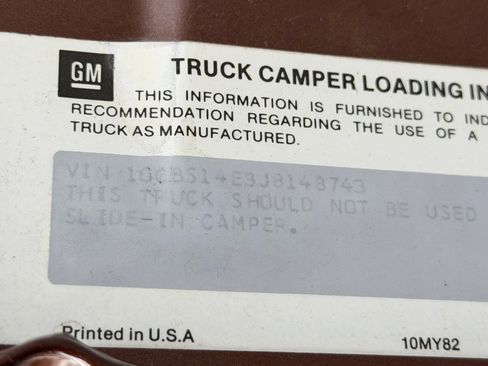 GM
TRUCK CAMPER LOADING IN
THIS INFORMATION IS FURNISHED TO IND
RECOMMENDATION REGARDING THE USE OF A
TRUCK AS MANUFACTURED.
VIN 1GCBS14E3J8148743
THIS TRUCK SHOULD NOT BE USED
SLIDE-IN CAMPER.
Printed in U.S.A
10MY82